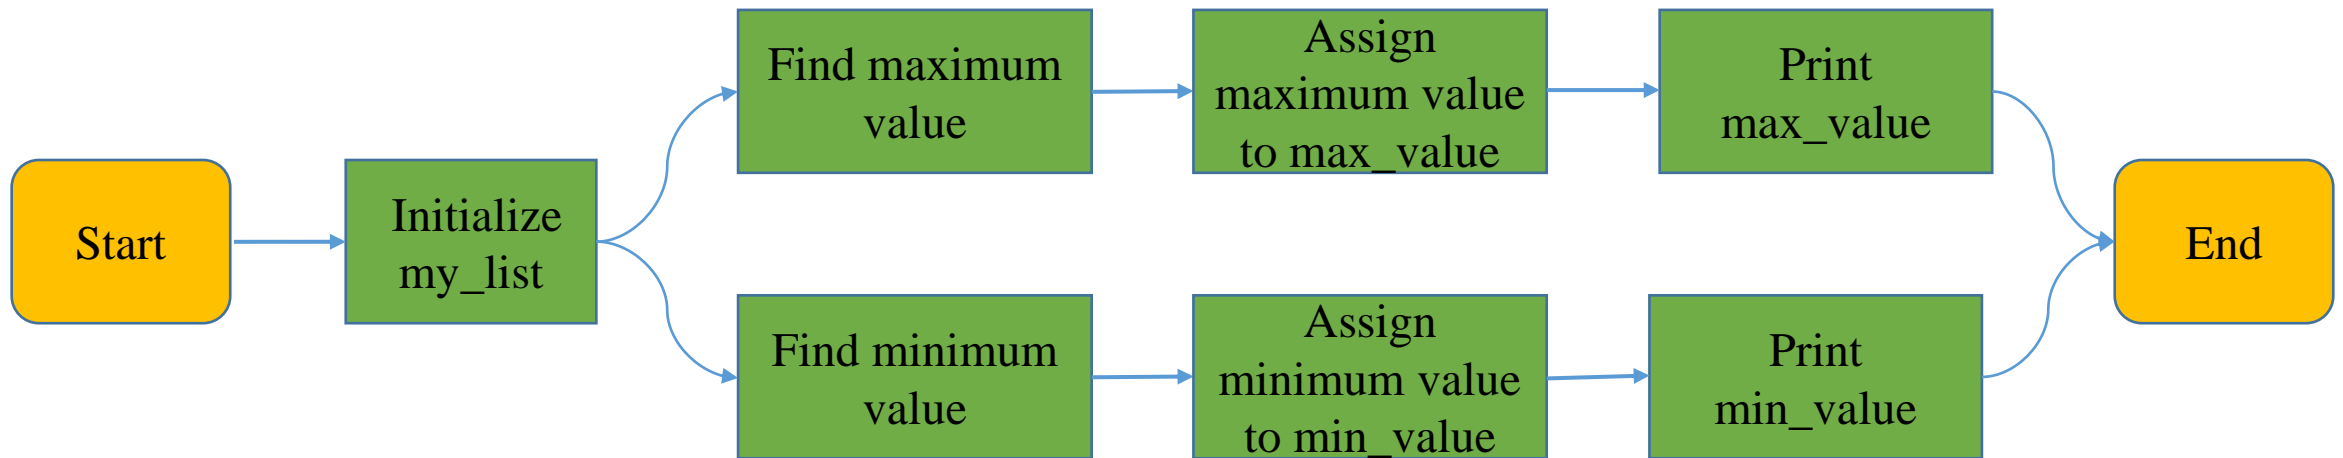 Start
Initialize
my_list
Find maximum
value
Assign
maximum value
to max_value
Print
max_value
Find minimum
value
Assign
minimum value
to min_value
Print
min_value
End